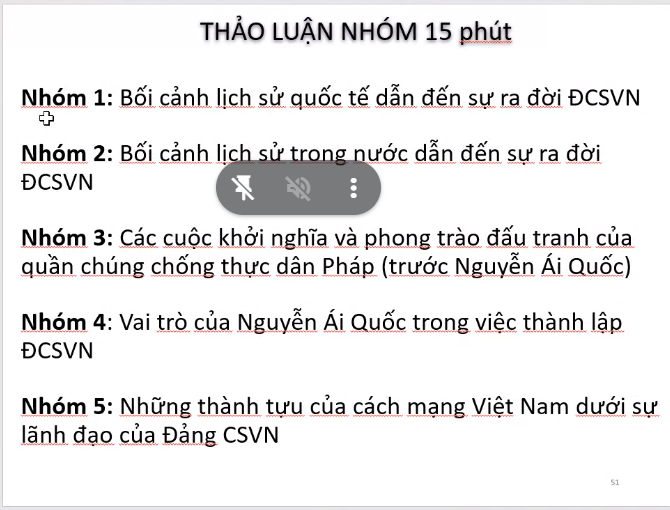 THẢO LUẬN NHÓM 15 phút
Nhóm 1: Bối cảnh lịch sử quốc tế dẫn đến sự ra đời ĐCSVN
Nhóm 2: Bối cảnh lịch sử trong nước dẫn đến sự ra đời
ĐCSVN
Nhóm 3: Các cuộc khởi nghĩa và phong trào đấu tranh của
quần chúng chống thực dân Pháp (trước Nguyễn Ái Quốc)
Nhóm 4: Vai trò của Nguyễn Ái Quốc trong việc thành lập
ĐCSVN
Nhóm 5: Những thành tựu của cách mạng Việt Nam dưới sự
lãnh đạo của Đảng CSVN
51